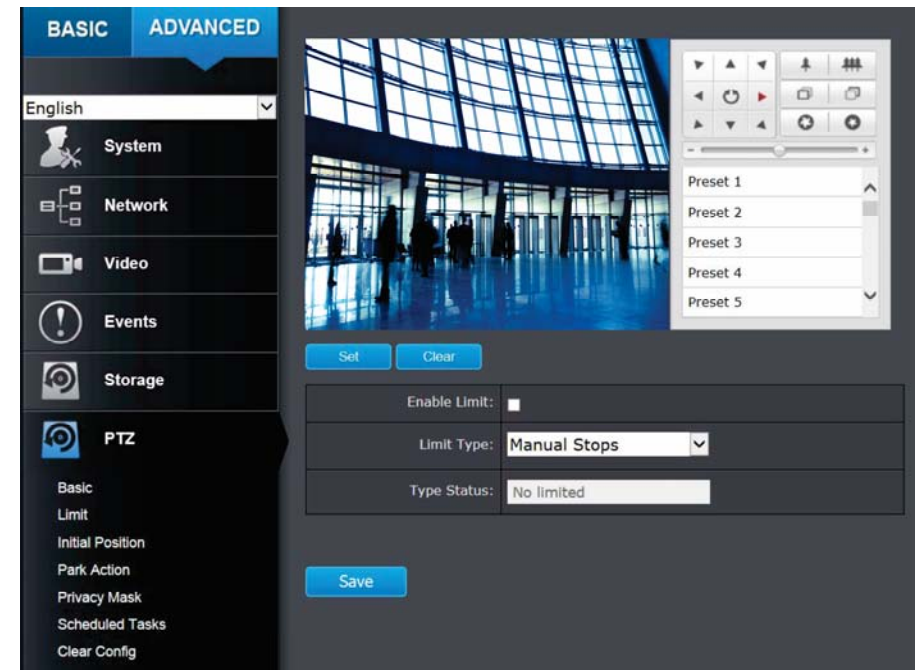 BASIC
ADVANCED
English
System
Network
Video
Events
Storage
PTZ
Basic
Limit
Initial Position
Park Action
Privacy Mask
Scheduled Tasks
Clear Config
Preset 1
Preset 2
Preset 3
Preset 4
Preset 5
Set
Clear
Enable Limit:
Limit Type: Manual Stops
Type Status: No limited
Save